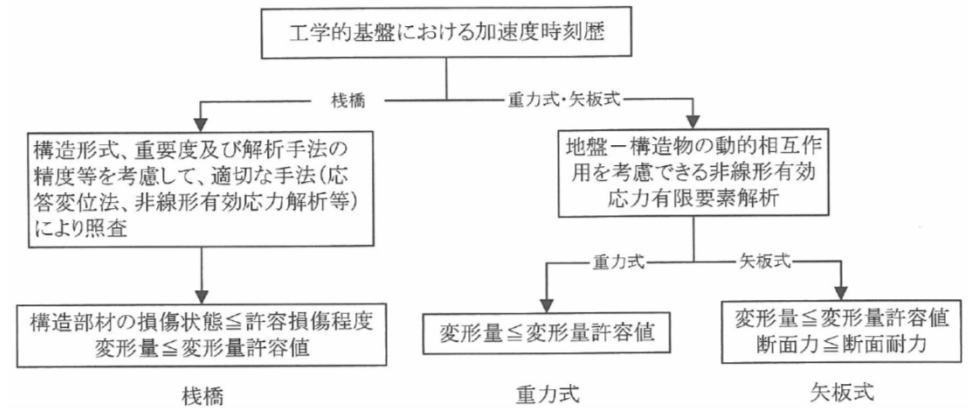 工学的基盤における加速度時刻歴
桟橋
重力式・矢板式
構造形式、重要度及び解析手法の
精度等を考慮して、適切な手法(応
答変位法、非線形有効応力解析等)
により照査
地盤－構造物の動的相互作
用を考慮できる非線形有効
応力有限要素解析
重力式
矢板式
構造部材の損傷状態≦許容損傷程度
変形量≦変形量許容値
変形量≦変形量許容値
変形量≦変形量許容値
断面力≦断面耐力
桟橋
重力式
矢板式